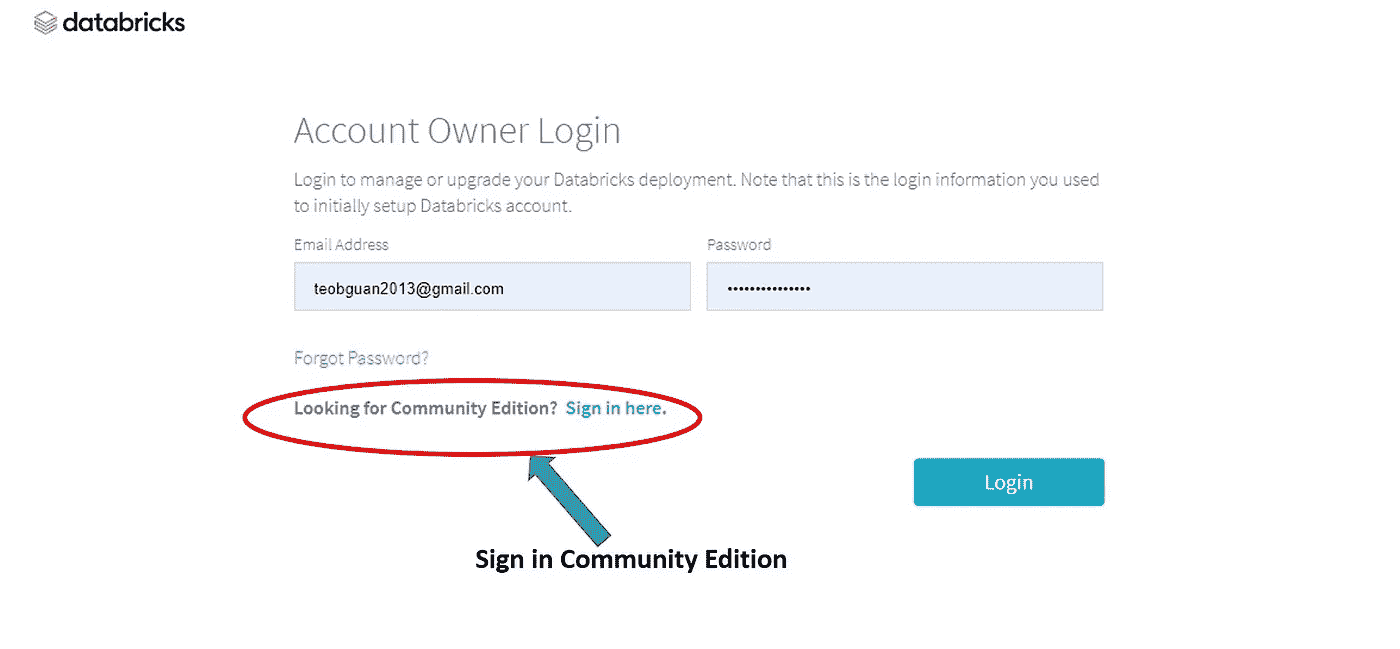 databricks
Account Owner Login
Login to manage or upgrade your Databricks deployment. Note that this is the login information you used
to initially setup Databricks account.
Email Address
Password
teobguan2013@gmail.com
•••••••••••••••
Forgot Password?
Looking for Community Edition? Sign in here.
Login
Sign in Community Edition